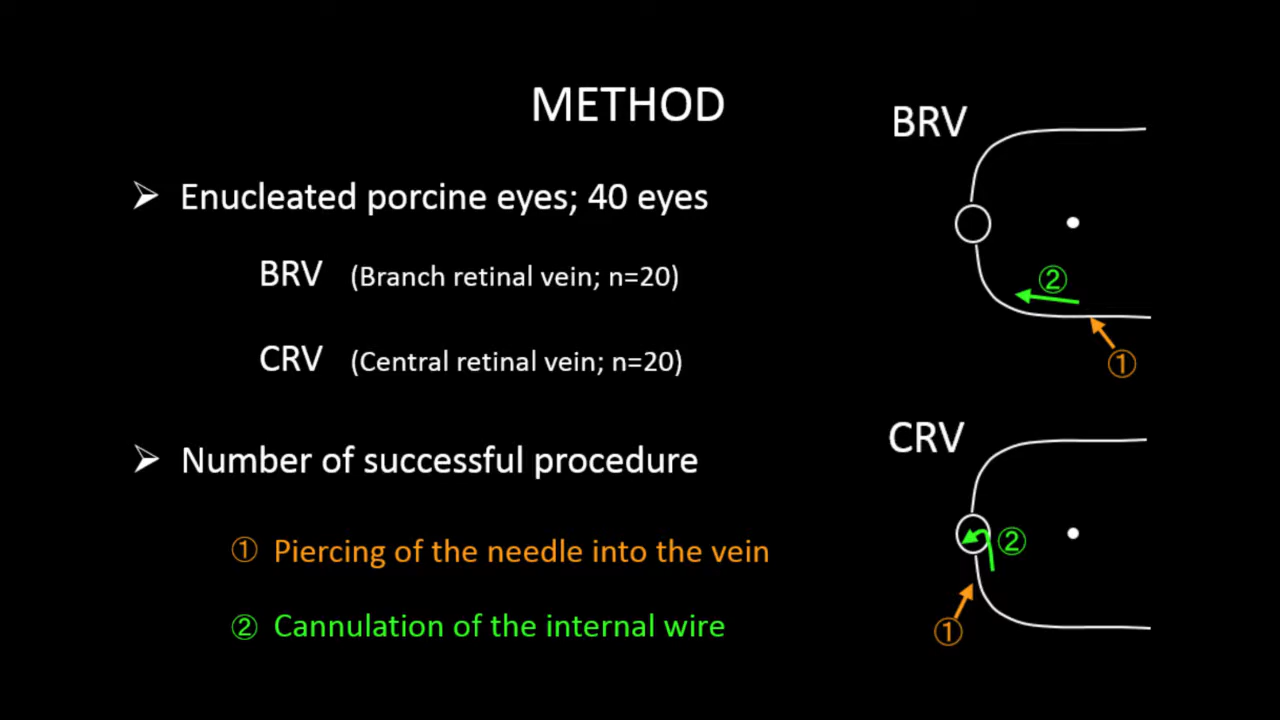 METHOD
➢ Enucleated porcine eyes; 40 eyes
BRV (Branch retinal vein; n=20)
CRV (Central retinal vein; n=20)
➢ Number of successful procedure
① Piercing of the needle into the vein
② Cannulation of the internal wire
BRV
②
①
CRV
②
①